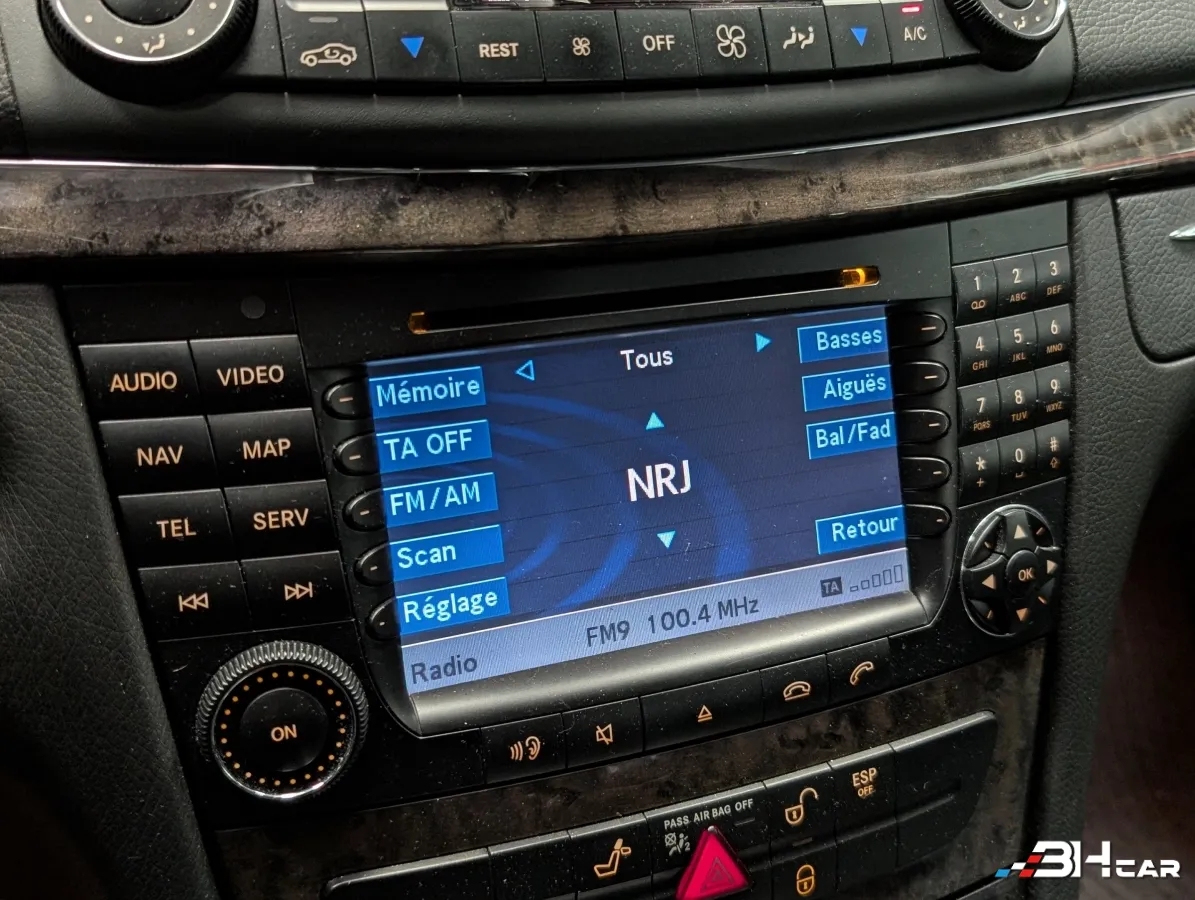 REST
OFF
A/C
AUDIO
VIDEO
NAV
MAP
TEL
SERV
ON
Mémoire
TA OFF
FM/AM
Scan
Réglage
Tous
NRJ
Basses
Aiguës
Bal/Fad
Retour
TA
FM9 100.4 MHz
Radio
1
2 ABC
3 DEF
4 GHI
5 JKL
6 MNO
7 PQRS
8 TUV
9 WXYZ
* +
0
#
OK
PASS AIR BAG OFF
ESP
OFF
3HCAR